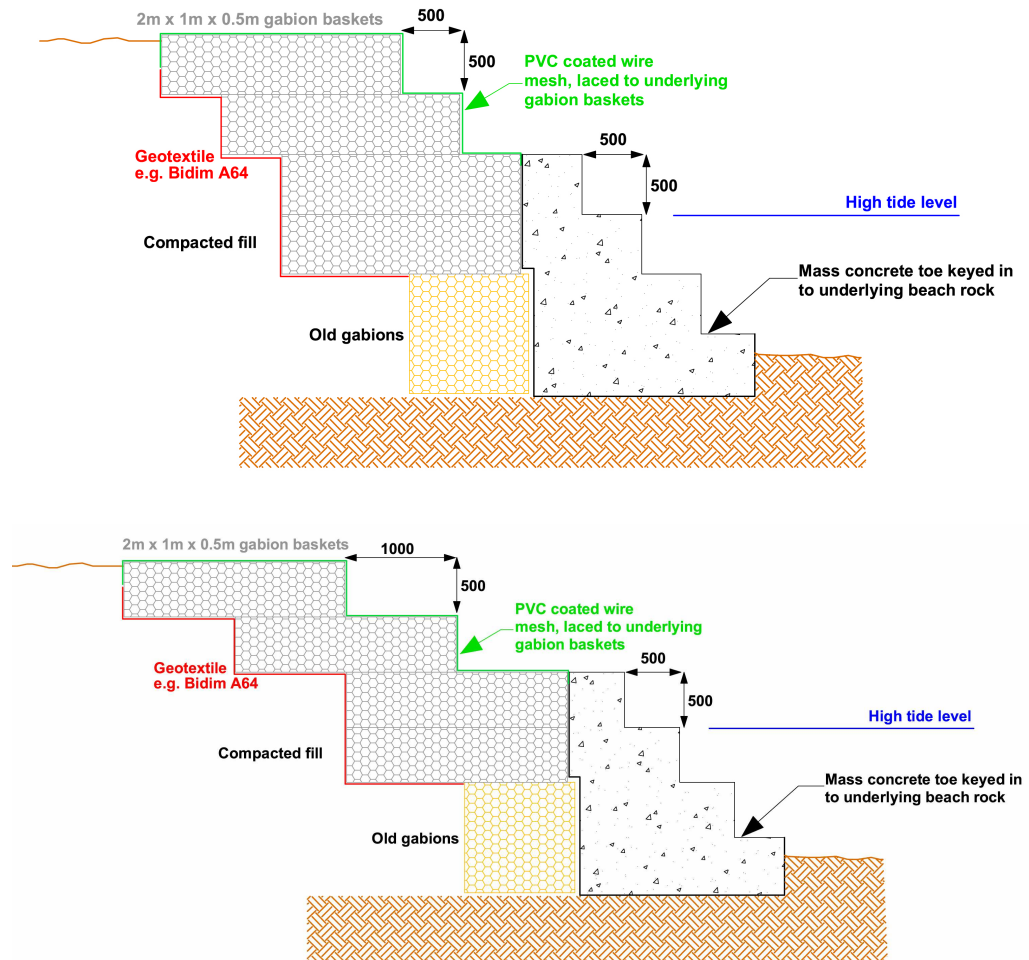 2m x 1m x 0.5m gabion baskets
500
500
PVC coated wire
mesh, laced to underlying
gabion baskets
500
500
Geotextile
e.g. Bidim A64
High tide level
Compacted fill
Mass concrete toe keyed in
to underlying beach rock
Old gabions
2m x 1m x 0.5m gabion baskets
1000
500
PVC coated wire
mesh, laced to underlying
gabion baskets
500
500
Geotextile
e.g. Bidim A64
High tide level
Compacted fill
Mass concrete toe keyed in
to underlying beach rock
Old gabions